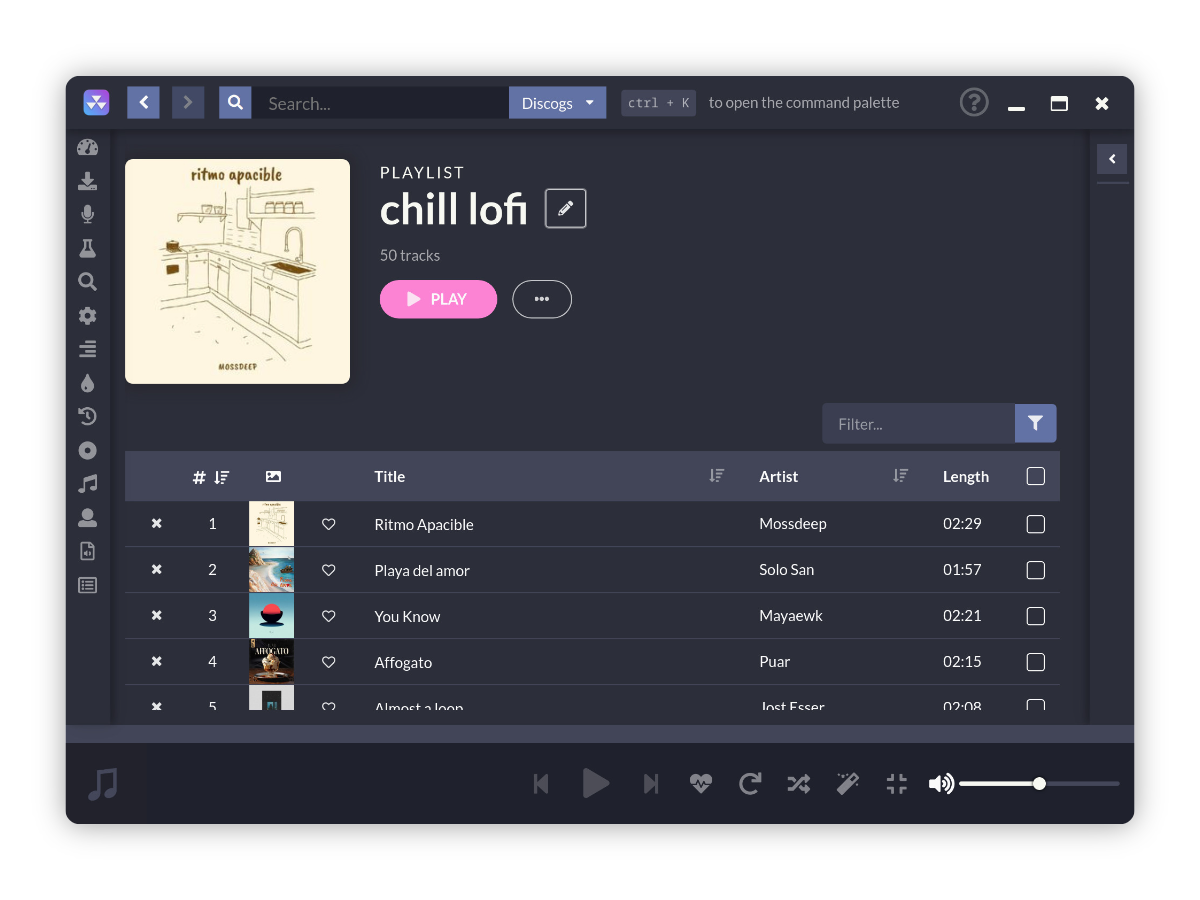 Search...
Discogs
ctrl + K
to open the command palette
?
ritmo apacible
MOSSDEEP
PLAYLIST
chill lofi
50 tracks
PLAY
Filter...
# Title Artist Length
1 Ritmo Apacible Mossdeep 02:29
2 Playa del amor Solo San 01:57
3 You Know Mayaewk 02:21
AFFOGATO
4 Affogato Puar 02:15
5 Almost a loop Jost Esser 02:08